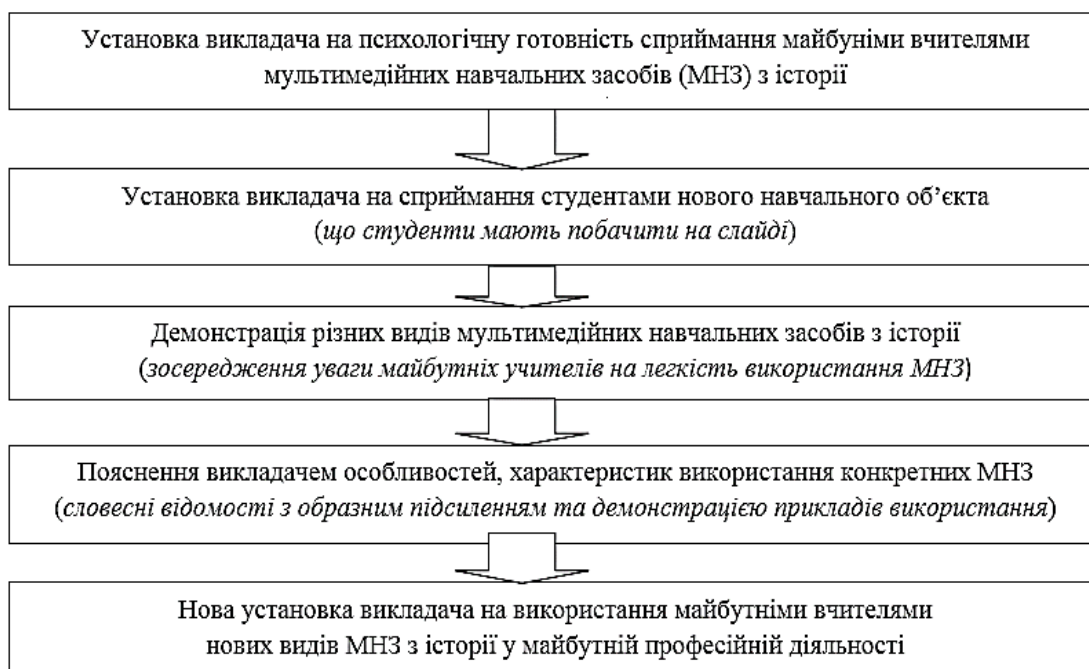 Установка викладача на психологічну готовність сприймання майбуніми вчителями
мультимедійних навчальних засобів (МНЗ) з історії
Установка викладача на сприймання студентами нового навчального об’єкта
(що студенти мають побачити на слайді)
Демонстрація різних видів мультимедійних навчальних засобів з історії
(зосередження уваги майбутніх учителів на легкість використання МНЗ)
Пояснення викладачем особливостей, характеристик використання конкретних МНЗ
(словесні відомості з образним підсиленням та демонстрацією прикладів використання)
Нова установка викладача на використання майбутніми вчителями
нових видів МНЗ з історії у майбутній професійній діяльності